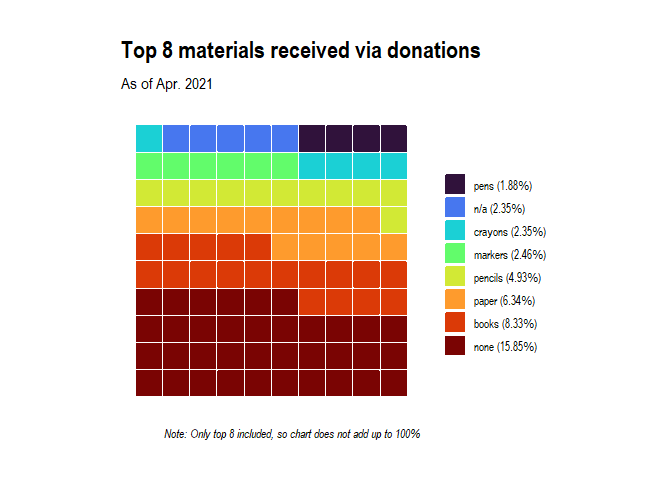 Top 8 materials received via donations
As of Apr. 2021
pens (1.88%)
n/a (2.35%)
crayons (2.35%)
markers (2.46%)
pencils (4.93%)
paper (6.34%)
books (8.33%)
none (15.85%)
Note: Only top 8 included, so chart does not add up to 100%